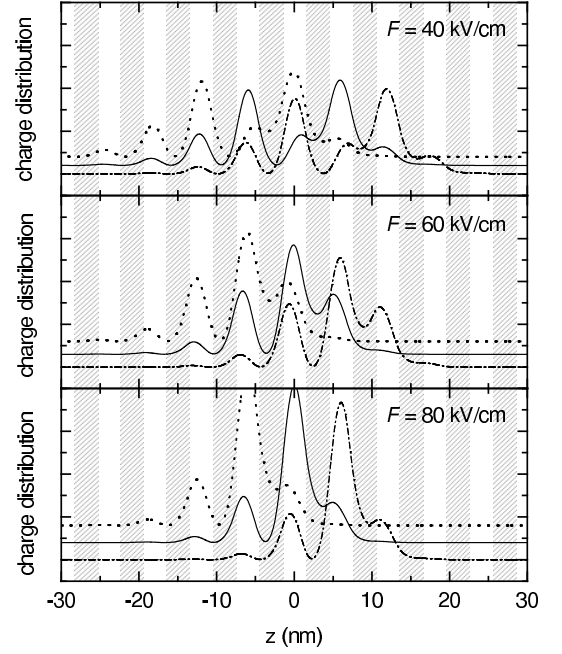 charge distribution
F = 40 kV/cm
charge distribution
F = 60 kV/cm
charge distribution
F = 80 kV/cm
-30 -20 -10 0 10 20 30
z (nm)